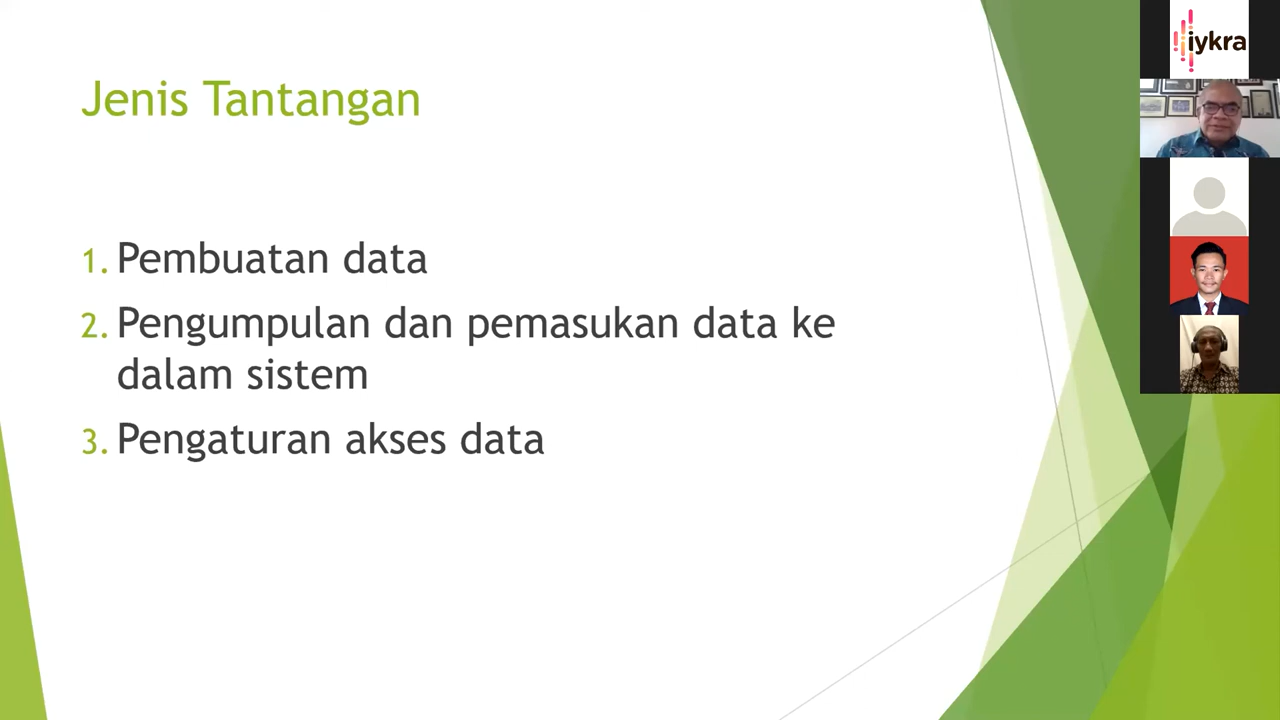 Jenis Tantangan
1. Pembuatan data
2. Pengumpulan dan pemasukan data ke
dalam sistem
3. Pengaturan akses data
iykra